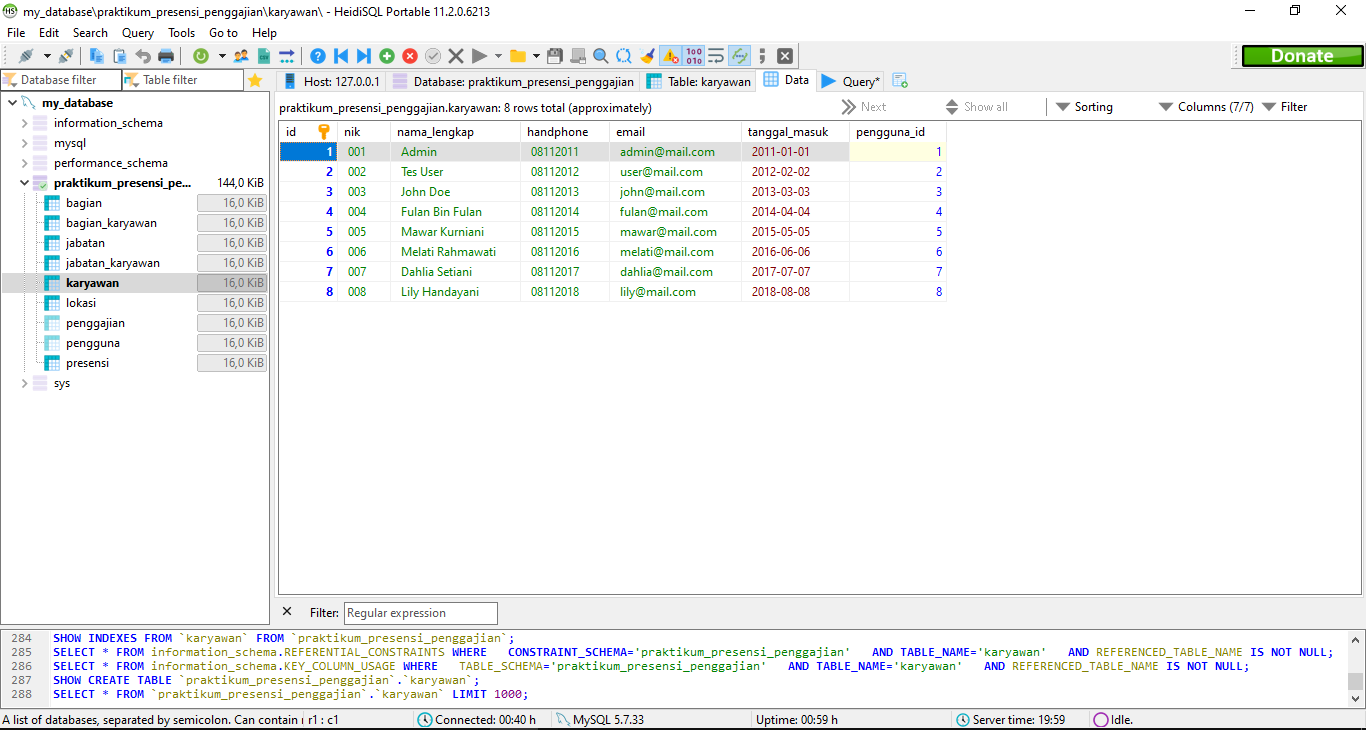 my_database\praktikum_presensi_penggajian\karyawan\ - HeidiSQL Portable 11.2.0.6213
File Edit Search Query Tools Go to Help
Donate
Database filter Table filter
Host: 127.0.0.1 Database: praktikum_presensi_penggajian Table: karyawan Data Query*
my_database
information_schema
mysql
performance_schema
praktikum_presensi_pe... 144,0 KiB
bagian 16,0 KiB
bagian_karyawan 16,0 KiB
jabatan 16,0 KiB
jabatan_karyawan 16,0 KiB
karyawan 16,0 KiB
lokasi 16,0 KiB
penggajian 16,0 KiB
pengguna 16,0 KiB
presensi 16,0 KiB
sys
praktikum_presensi_penggajian.karyawan: 8 rows total (approximately) Next Show all Sorting Columns (7/7) Filter
id nik nama_lengkap handphone email tanggal_masuk pengguna_id
1 001 Admin 08112011 admin@mail.com 2011-01-01 1
2 002 Tes User 08112012 user@mail.com 2012-02-02 2
3 003 John Doe 08112013 john@mail.com 2013-03-03 3
4 004 Fulan Bin Fulan 08112014 fulan@mail.com 2014-04-04 4
5 005 Mawar Kurniani 08112015 mawar@mail.com 2015-05-05 5
6 006 Melati Rahmawati 08112016 melati@mail.com 2016-06-06 6
7 007 Dahlia Setiani 08112017 dahlia@mail.com 2017-07-07 7
8 008 Lily Handayani 08112018 lily@mail.com 2018-08-08 8
Filter: Regular expression
284 SHOW INDEXES FROM `karyawan` FROM `praktikum_presensi_penggajian`;
285 SELECT * FROM information_schema.REFERENTIAL_CONSTRAINTS WHERE CONSTRAINT_SCHEMA='praktikum_presensi_penggajian' AND TABLE_NAME='karyawan' AND REFERENCED_TABLE_NAME IS NOT NULL;
286 SELECT * FROM information_schema.KEY_COLUMN_USAGE WHERE TABLE_SCHEMA='praktikum_presensi_penggajian' AND TABLE_NAME='karyawan' AND REFERENCED_TABLE_NAME IS NOT NULL;
287 SHOW CREATE TABLE `praktikum_presensi_penggajian`.`karyawan`;
288 SELECT * FROM `praktikum_presensi_penggajian`.`karyawan` LIMIT 1000;
A list of databases, separated by semicolon. Can contain r r1 : c1 Connected: 00:40 h MySQL 5.7.33 Uptime: 00:59 h Server time: 19:59 Idle.